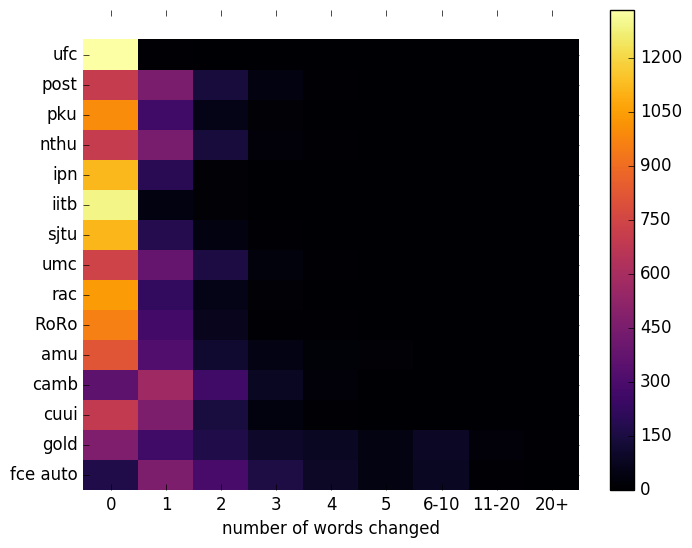 ufc
post
pku
nthu
ipn
iitb
sjtu
umc
rac
RoRo
amu
camb
cuui
gold
fce auto
0 1 2 3 4 5 6-10 11-20 20+
number of words changed
1200
1050
900
750
600
450
300
150
0